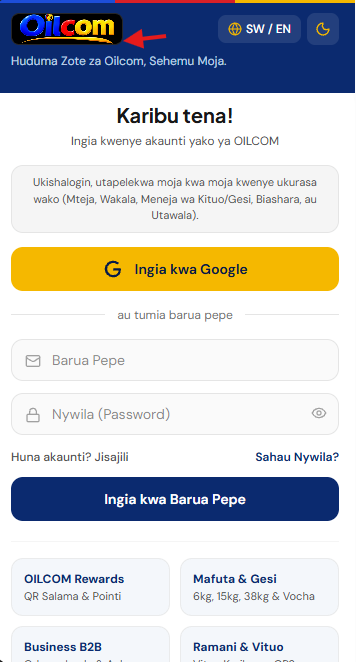 Oilcom
SW / EN
Huduma Zote za Oilcom, Sehemu Moja.
Karibu tena!
Ingia kwenye akaunti yako ya OILCOM
Ukishalogin, utapelekwa moja kwa moja kwenye ukurasa
wako (Mteja, Wakala, Meneja wa Kituo/Gesi, Biashara, au
Utawala).
G Ingia kwa Google
au tumia barua pepe
Barua Pepe
Nywila (Password)
Huna akaunti? Jisajili
Sahau Nywila?
Ingia kwa Barua Pepe
OILCOM Rewards
QR Salama & Pointi
Mafuta & Gesi
6kg, 15kg, 38kg & Vocha
Business B2B
Ramani & Vituo